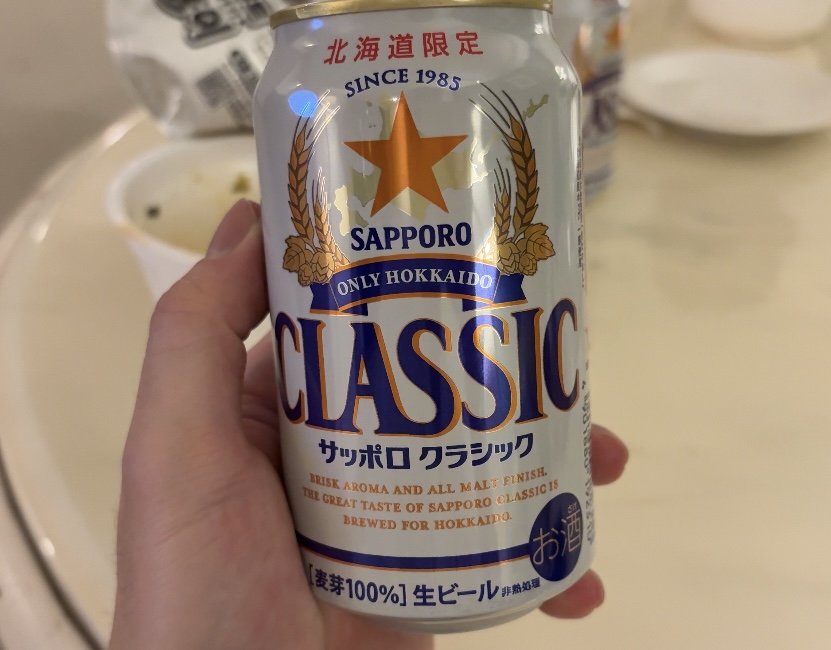 北海道限定
SINCE 1985
SAPPORO
ONLY HOKKAIDO
CLASSIC
サッポロ クラシック
BRISK AROMA AND ALL MALT FINISH.
THE GREAT TASTE OF SAPPORO CLASSIC IS
BREWED FOR HOKKAIDO.
お酒
[麦芽100%] 生ビール 非熱処理